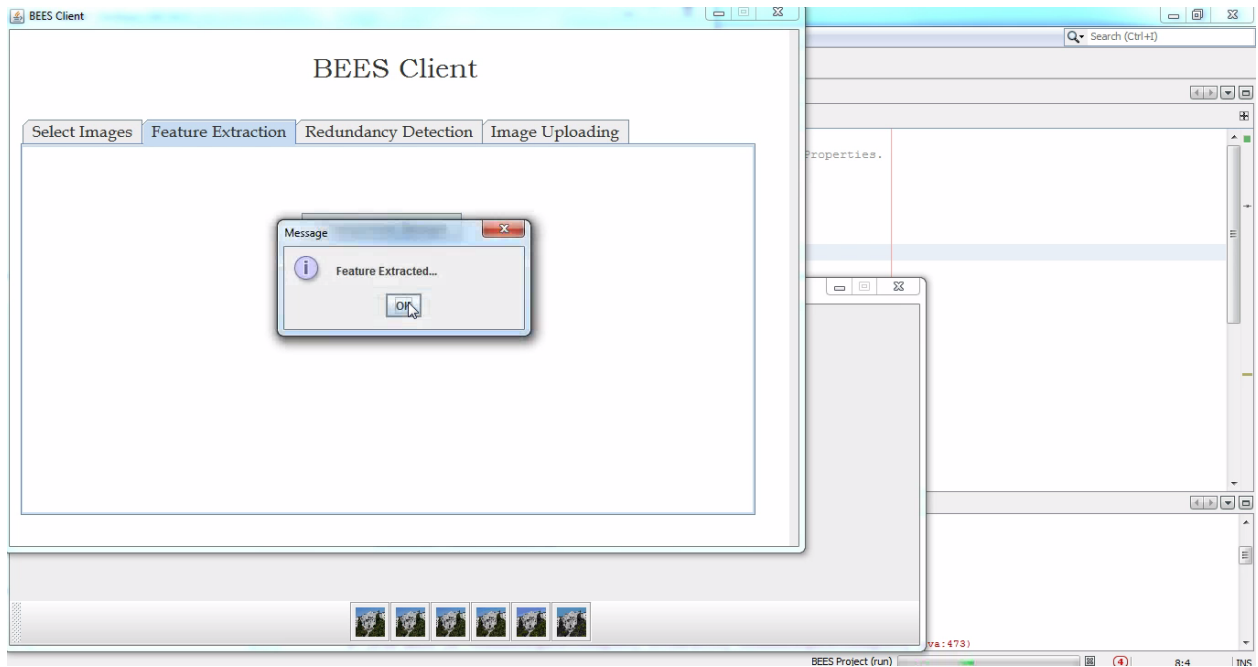 BEES Client
Search (Ctrl+I)
BEES Client
Select Images Feature Extraction Redundancy Detection Image Uploading
Properties.
Message
Feature Extracted...
OK
va:473)
BEES Project (run)
4
8:4
INS